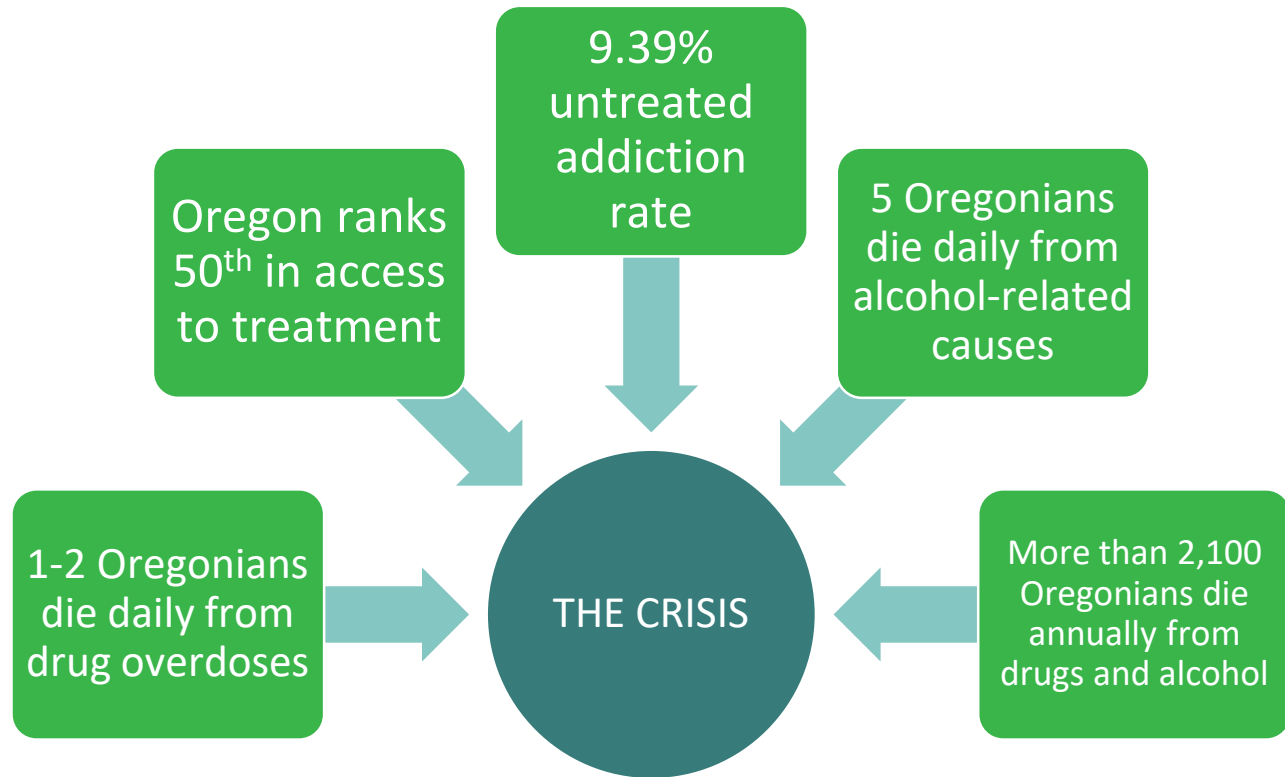 9.39%
untreated
addiction
rate
Oregon ranks
50th in access
to treatment
5 Oregonians
die daily from
alcohol-related
causes
1-2 Oregonians
die daily from
drug overdoses
THE CRISIS
More than 2,100
Oregonians die
annually from
drugs and alcohol